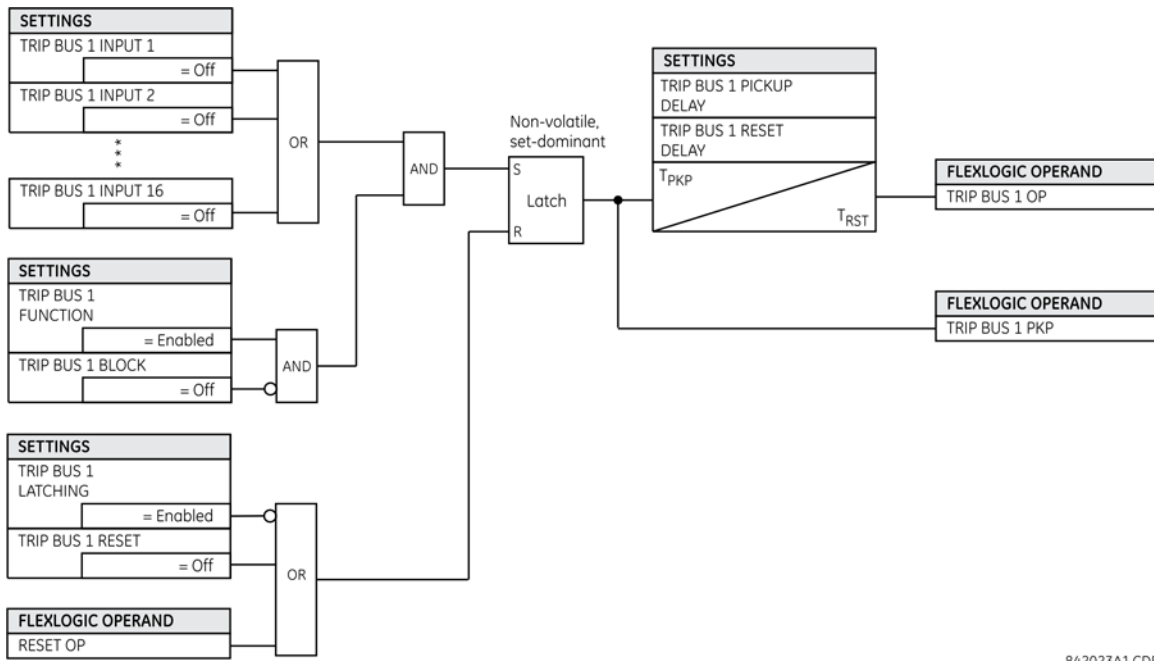 SETTINGS
TRIP BUS 1 INPUT 1
= Off
TRIP BUS 1 INPUT 2
= Off
***
TRIP BUS 1 INPUT 16
= Off
OR
SETTINGS
TRIP BUS 1
FUNCTION
= Enabled
TRIP BUS 1 BLOCK
= Off
AND
AND
SETTINGS
TRIP BUS 1
LATCHING
= Enabled
TRIP BUS 1 RESET
= Off
OR
FLEXLOGIC OPERAND
RESET OP
Non-volatile,
set-dominant
S
Latch
R
SETTINGS
TRIP BUS 1 PICKUP
DELAY
TRIP BUS 1 RESET
DELAY
TPKP
TRST
FLEXLOGIC OPERAND
TRIP BUS 1 OP
FLEXLOGIC OPERAND
TRIP BUS 1 PKP